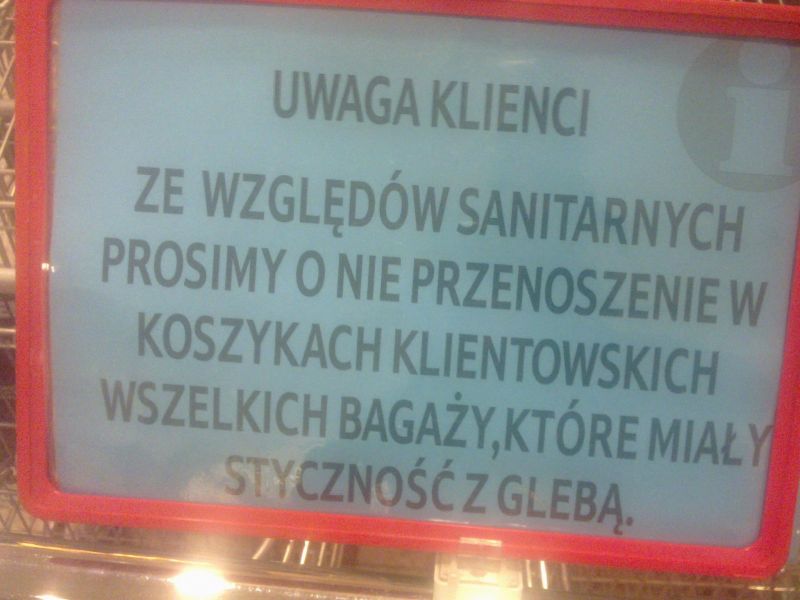 UWAGA KLIENCI
ZE WZGLĘDÓW SANITARNYCH
PROSIMY O NIE PRZENOSZENIE W
KOSZYKACH KLIENTOWSKICH
WSZELKICH BAGAŻY,KTÓRE MIAŁY
STYCZNOŚĆ Z GLEBĄ.